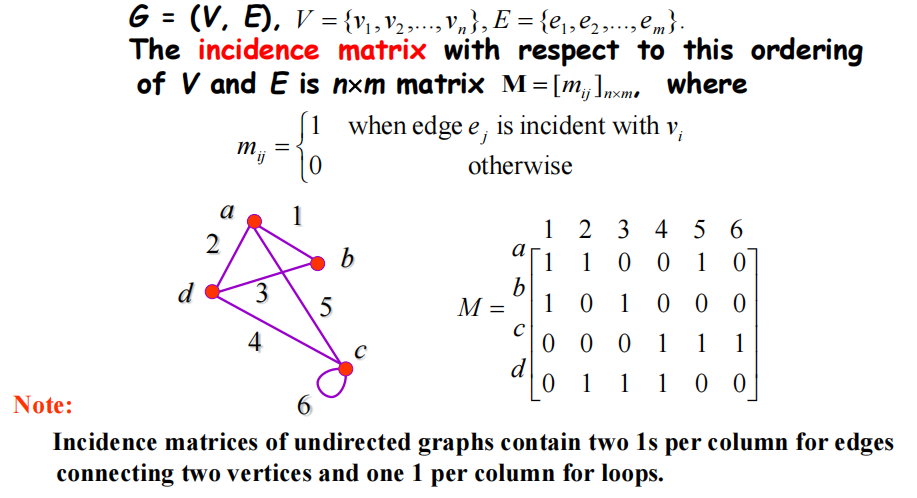 G = (V, E), V = {v₁, v₂, ..., vₙ}, E = {e₁, e₂, ..., eₘ}.
The incidence matrix with respect to this ordering
of V and E is n×m matrix M = [mᵢⱼ]ₙ×ₘ, where
mᵢⱼ = { 1 when edge eⱼ is incident with vᵢ
0 otherwise
a 1
2 b
d 3 5
4 c
6
1 2 3 4 5 6
a 1 1 0 0 1 0
M = b 1 0 1 0 0 0
c 0 0 0 1 1 1
d 0 1 1 1 0 0
Note:
Incidence matrices of undirected graphs contain two 1s per column for edges
connecting two vertices and one 1 per column for loops.